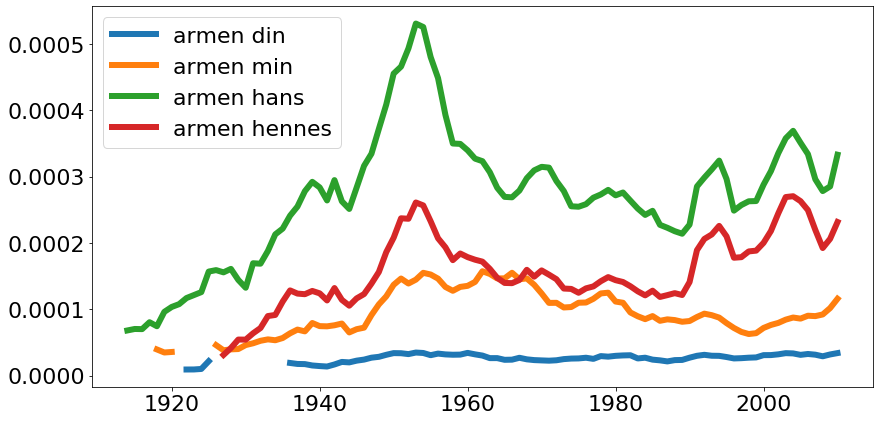 armen din
armen min
armen hans
armen hennes
0.0005
0.0004
0.0003
0.0002
0.0001
0.0000
1920 1940 1960 1980 2000